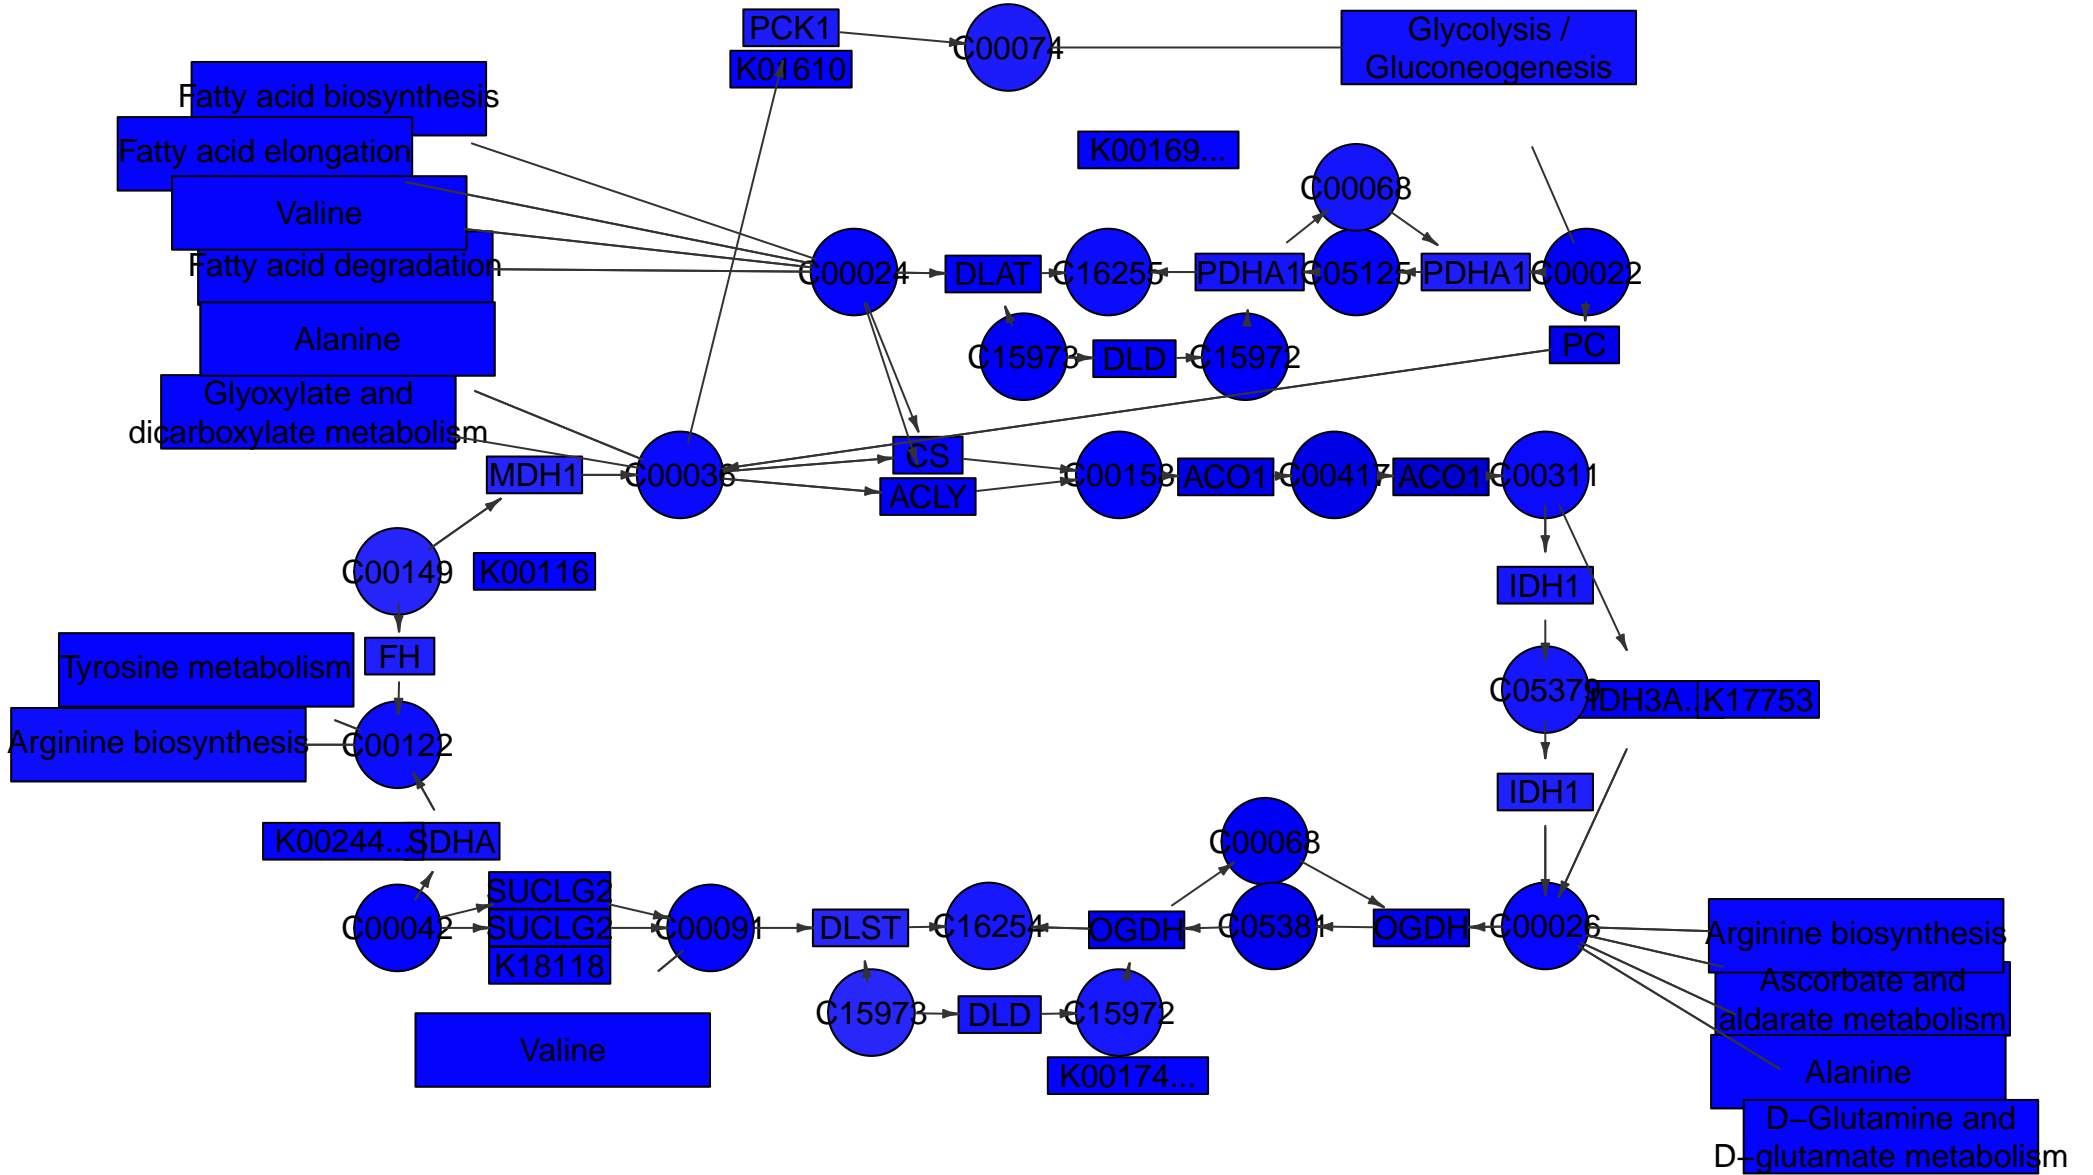 PCK1
C00074
Glycolysis /
Gluconeogenesis
K01610
Fatty acid biosynthesis
Fatty acid elongation
K00169...
C00068
Valine
Fatty acid degradation
C00024
DLAT
C16255
PDHA1
C05125
PDHA1
C00022
Alanine
C15973
DLD
C15972
PC
Glyoxylate and
dicarboxylate metabolism
MDH1
C00036
CS
ACLY
C00158
ACO1
C00417
ACO1
C00311
C00149
K00116
IDH1
FH
Tyrosine metabolism
C05379
IDH3A...
K17753
Arginine biosynthesis
C00122
IDH1
K00244...
SDHA
C00068
SUCLG2
C00042
SUCLG2
C00091
DLST
C16254
OGDH
C05381
OGDH
C00026
Arginine biosynthesis
K18118
Ascorbate and
aldarate metabolism
C15973
DLD
C15972
Valine
K00174...
Alanine
D−Glutamine and
D−glutamate metabolism